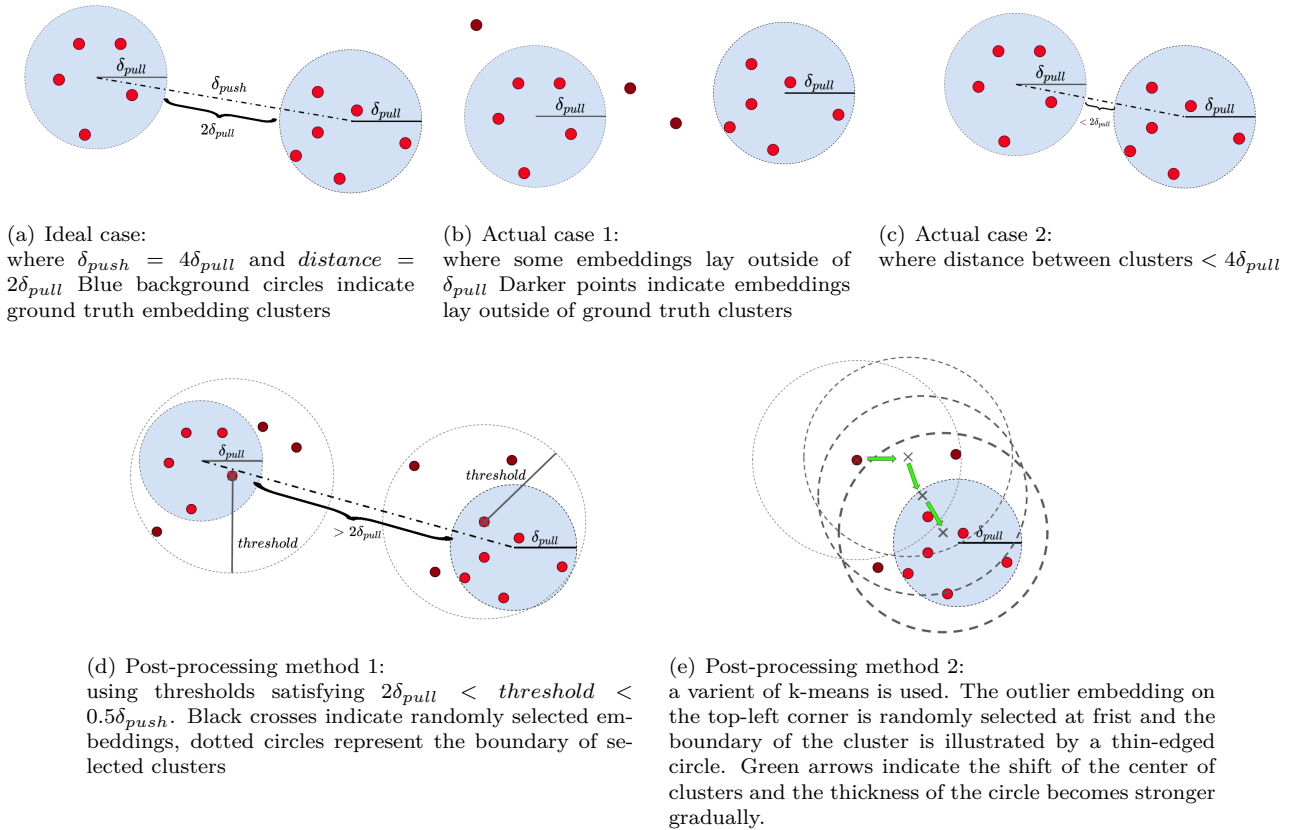 δpull
δpush
2δpull
δpull
δpull
δpull
δpull
< 2δpull
δpull
(a) Ideal case:
where δpush = 4δpull and distance =
2δpull Blue background circles indicate
ground truth embedding clusters
(b) Actual case 1:
where some embeddings lay outside of
δpull Darker points indicate embeddings
lay outside of ground truth clusters
(c) Actual case 2:
where distance between clusters < 4δpull
δpull
threshold
> 2δpull
threshold
δpull
δpull
(d) Post-processing method 1:
using thresholds satisfying 2δpull < threshold <
0.5δpush. Black crosses indicate randomly selected em-
beddings, dotted circles represent the boundary of se-
lected clusters
(e) Post-processing method 2:
a varient of k-means is used. The outlier embedding on
the top-left corner is randomly selected at frist and the
boundary of the cluster is illustrated by a thin-edged
circle. Green arrows indicate the shift of the center of
clusters and the thickness of the circle becomes stronger
gradually.